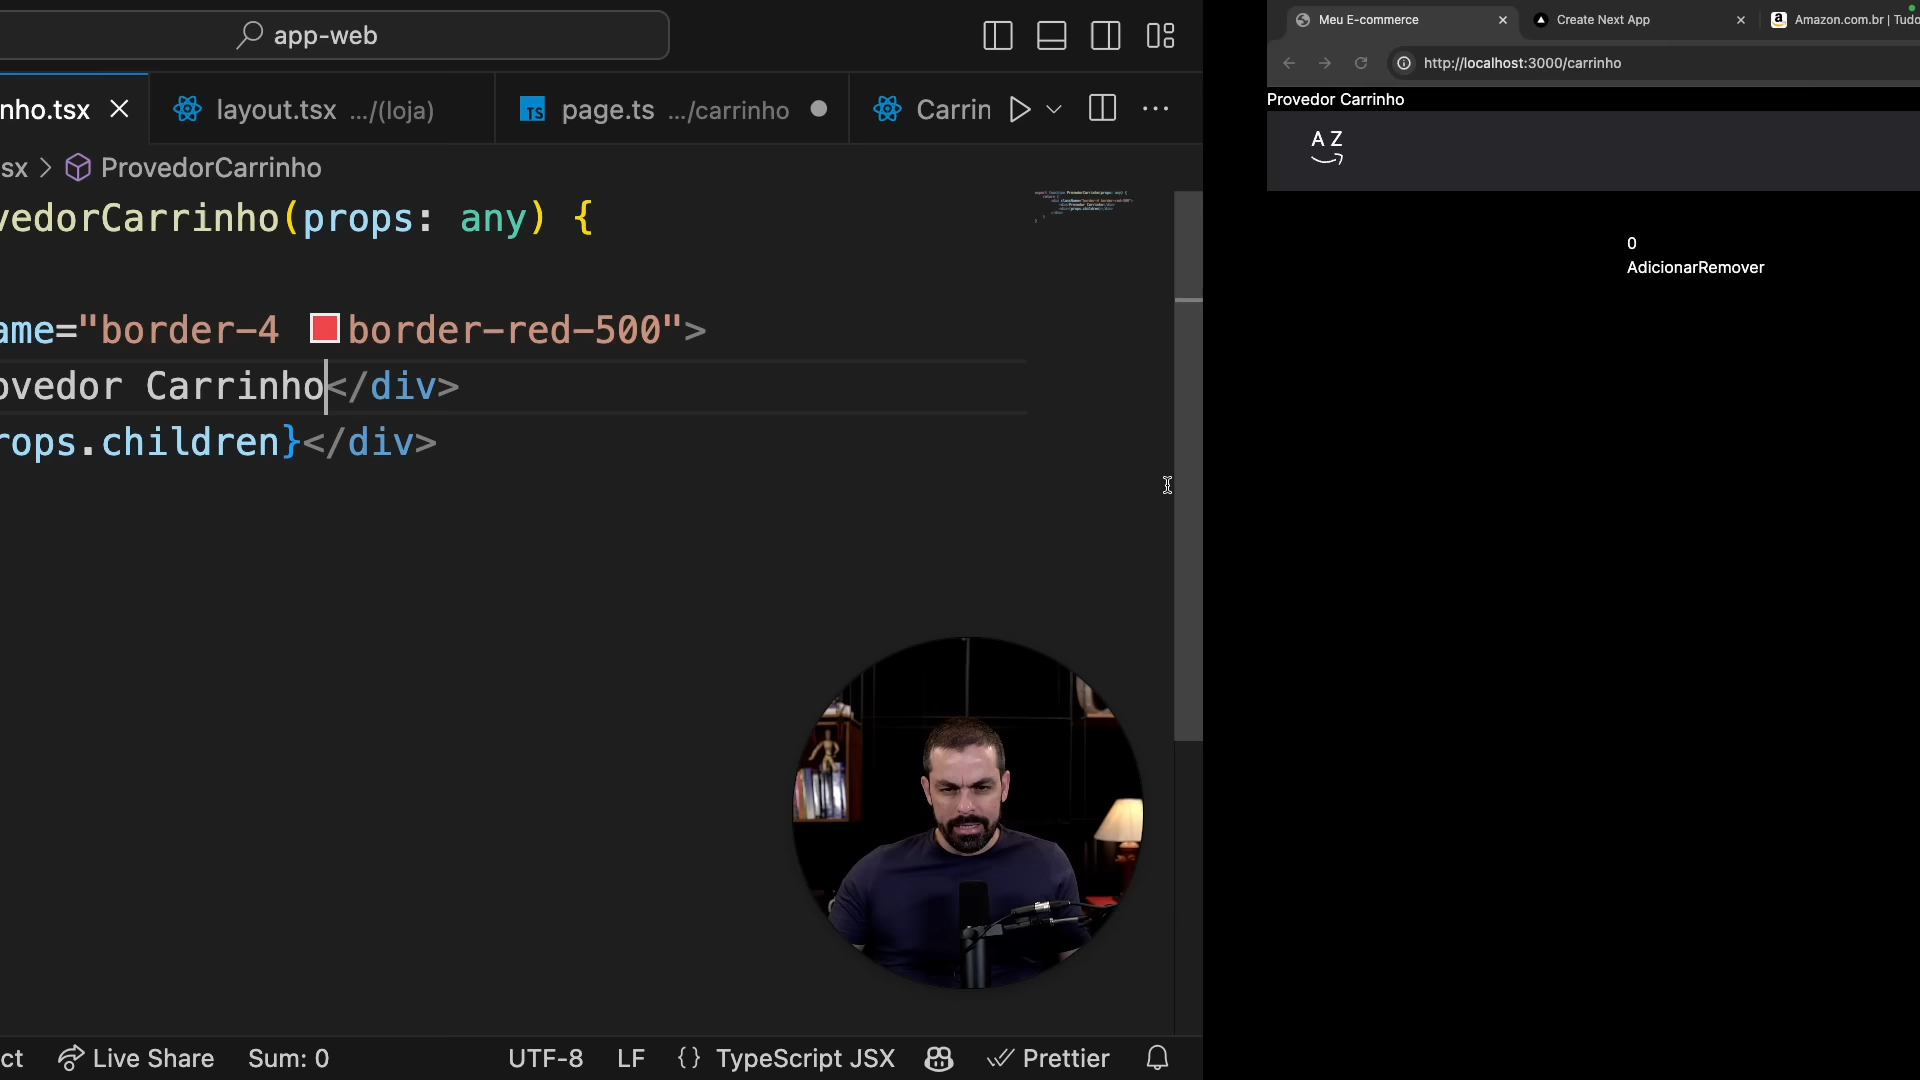 app-web
nho.tsx
layout.tsx .../(loja)
TS page.ts .../carrinho
Carrin
sx > ProvedorCarrinho
vedorCarrinho(props: any) {
ame="border-4 border-red-500">
ovedor Carrinho</div>
rops.children}</div>
ct Live Share Sum: 0 UTF-8 LF {} TypeScript JSX Prettier
Meu E-commerce
Create Next App
Amazon.com.br | Tudo
http://localhost:3000/carrinho
Provedor Carrinho
A Z
0
AdicionarRemover